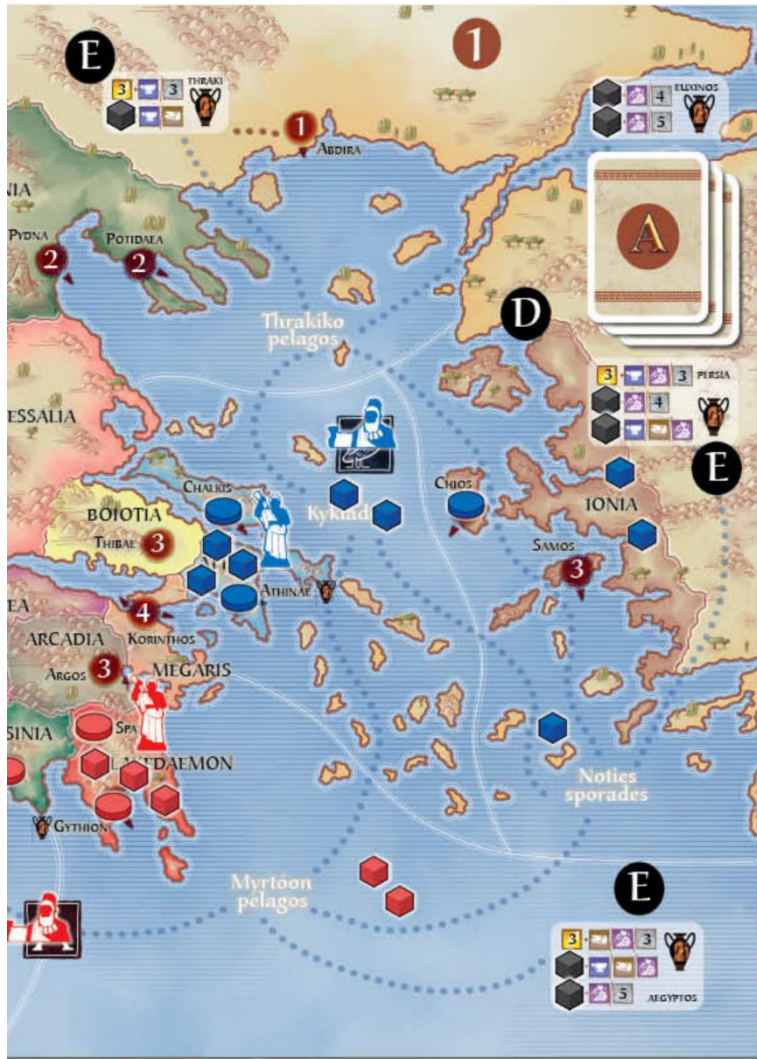 1
E
THRAKI
3 3
EUXINOS
4
5
1
ABDIRA
A
NIA
PYDNA
2
POTIDAEA
2
Thrakiko
pelagos
D
3 3 PERSIA
4
E
ESSALIA
CHALKIS
CHIOS
IONIA
BOIOTIA
THIBAE 3
Kyklad
SAMOS
3
ATHINAE
EA
4
KORINTHOS
ARCADIA
ARGOS 3
MEGARIS
SPA
SINIA
LAKEDAEMON
GYTHION
Noties
sporades
Myrtóon
pélagos
E
3 3
5
AEGYPTOS